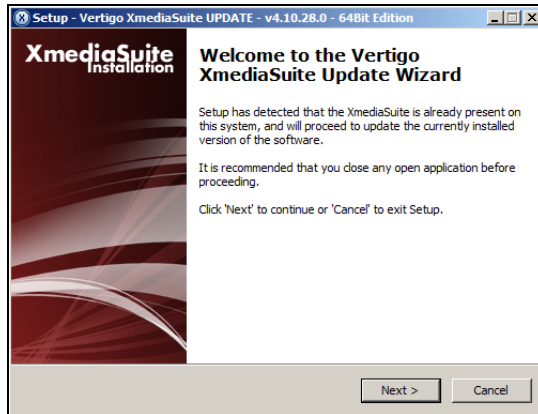 Setup - Vertigo XmediaSuite UPDATE - v4.10.28.0 - 64Bit Edition
XmediaSuite
Installation
Welcome to the Vertigo
XmediaSuite Update Wizard
Setup has detected that the XmediaSuite is already present on
this system, and will proceed to update the currently installed
version of the software.
It is recommended that you close any open application before
proceeding.
Click 'Next' to continue or 'Cancel' to exit Setup.
Next >
Cancel